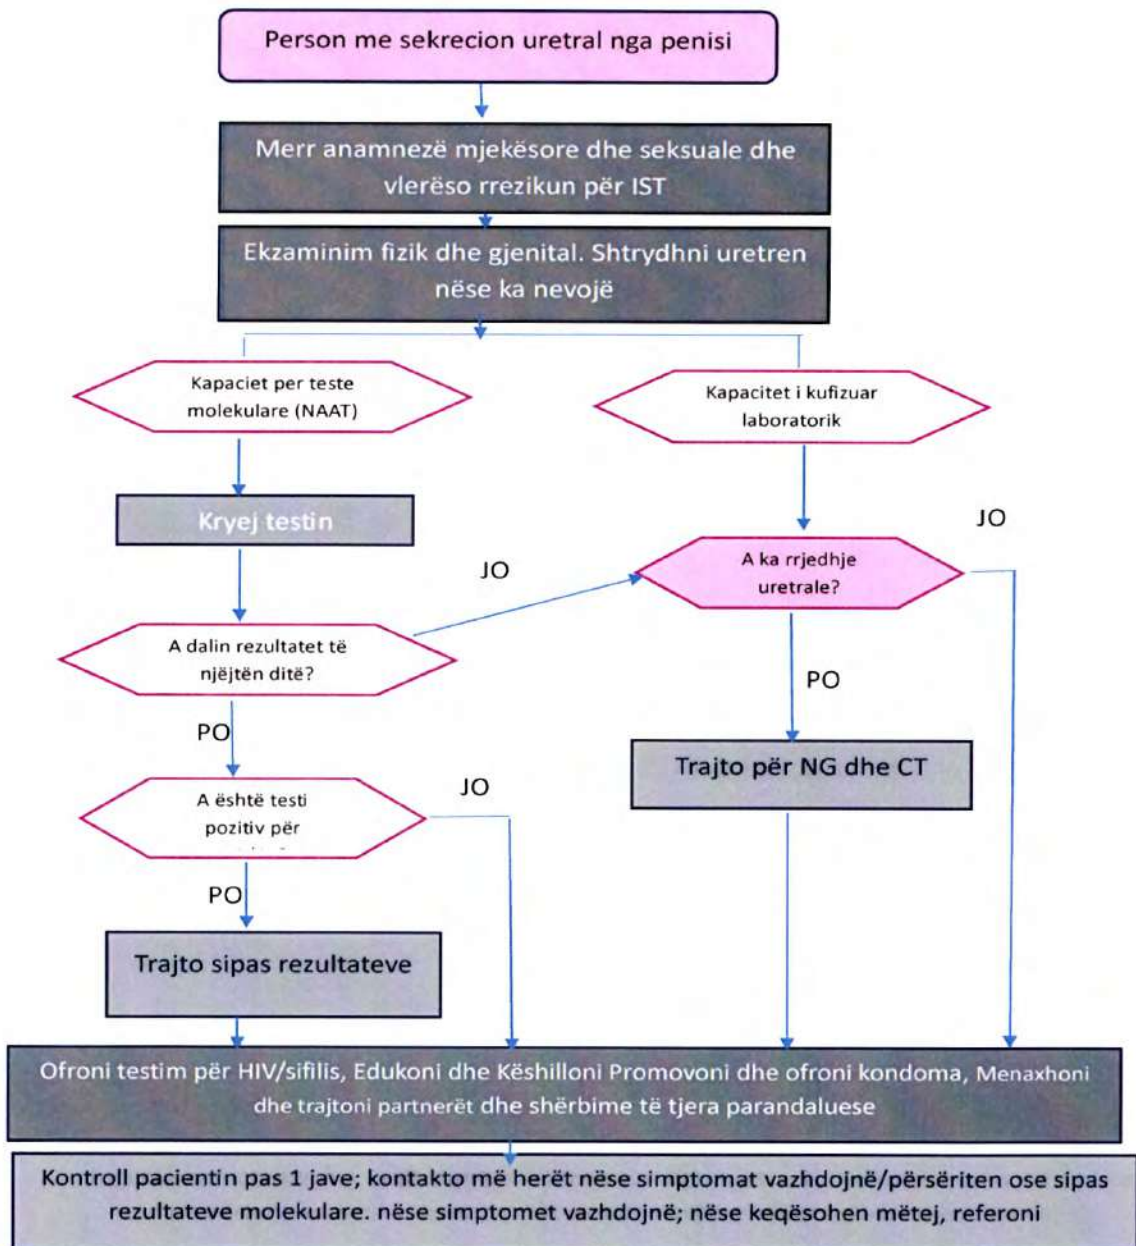 Person me sekrecion uretral nga penisi
Merr anamnezë mjekësore dhe seksuale dhe
vlerëso rrezikun për IST
Ekzaminim fizik dhe gjenital. Shtrydhni uretren
nëse ka nevojë
Kapaciet per teste
molekulare (NAAT)
Kapacitet i kufizuar
laboratorik
Kryej testin
JO
A ka rrjedhje
uretrale?
JO
A dalin rezultatet të
njëjtën ditë?
PO
PO
Trajto për NG dhe CT
A është testi
pozitiv për
JO
PO
Trajto sipas rezultateve
Ofroni testim për HIV/sifilis, Edukoni dhe Këshilloni Promovoni dhe ofroni kondoma, Menaxhoni
dhe trajtoni partnerët dhe shërbime të tjera parandaluese
Kontroll pacientin pas 1 jave; kontakto më herët nëse simptomat vazhdojnë/përsëriten ose sipas
rezultateve molekulare. nëse simptomet vazhdojnë; nëse keqësohen mëtej, referoni